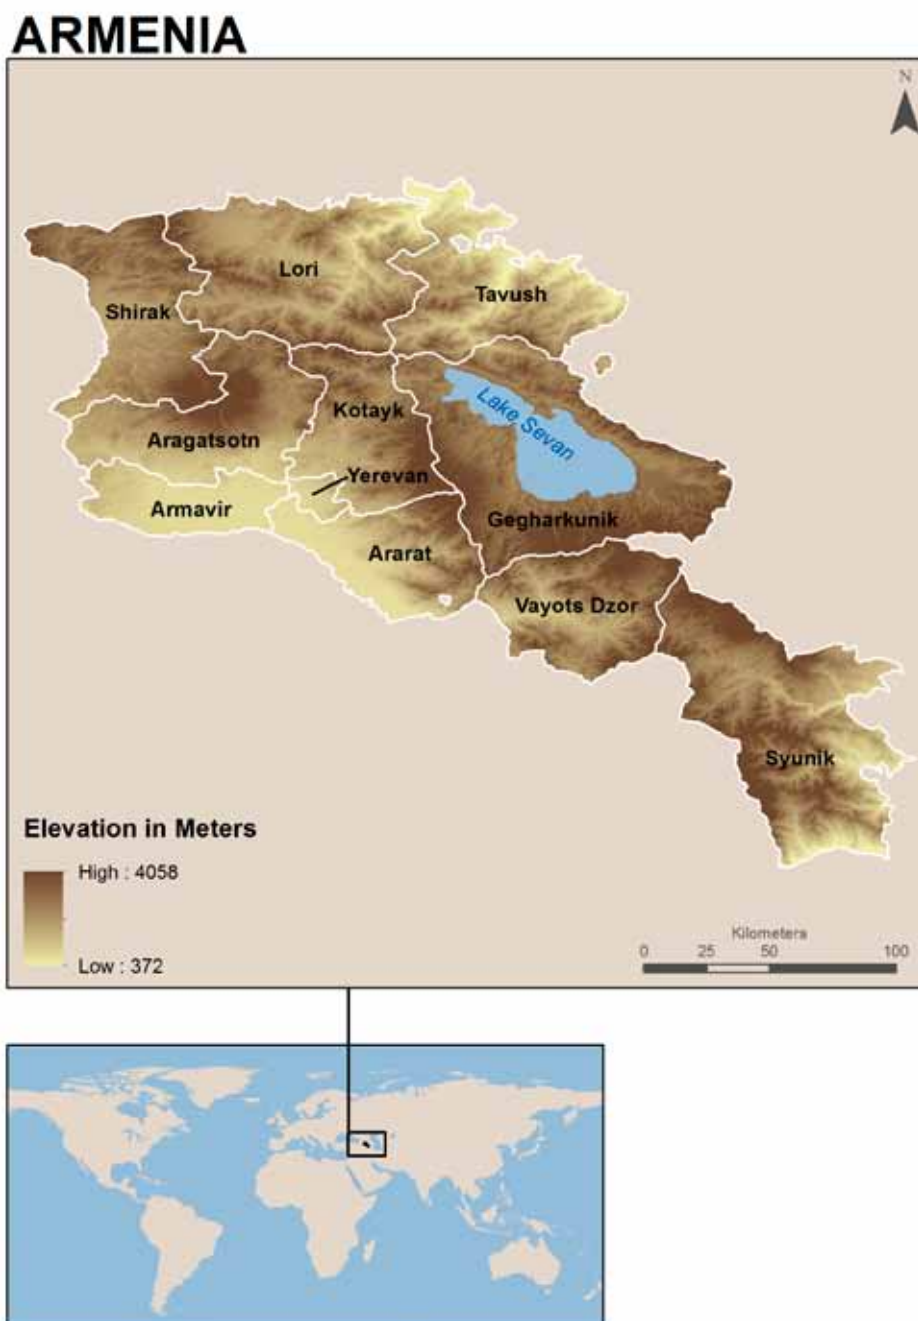 ARMENIA
N
Lori
Tavush
Shirak
Lake Sevan
Kotayk
Aragatsotn
Yerevan
Armavir
Gegharkunik
Ararat
Vayots Dzor
Syunik
Elevation in Meters
High : 4058
Low : 372
Kilometers
0 25 50 100